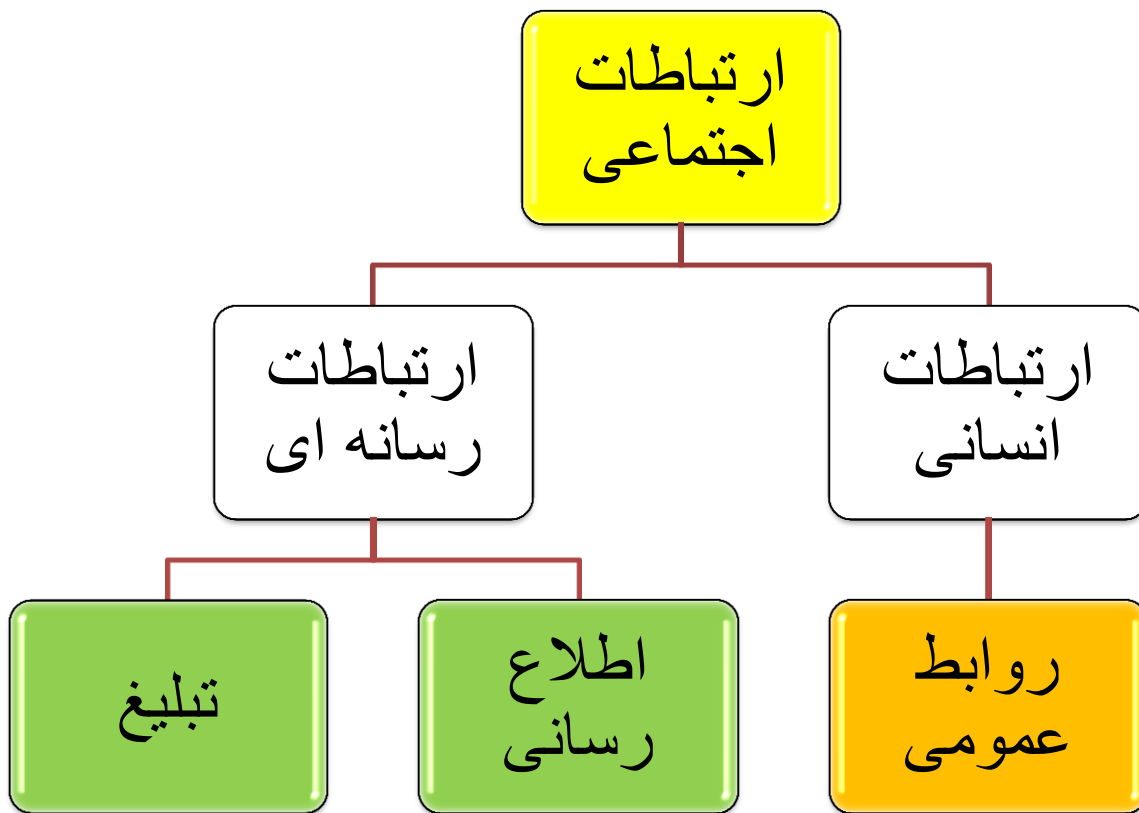 ارتباطات
اجتماعی
ارتباطات
انسانی
ارتباطات
رسانه ای
روابط
عمومی
اطلاع
رسانی
تبلیغ